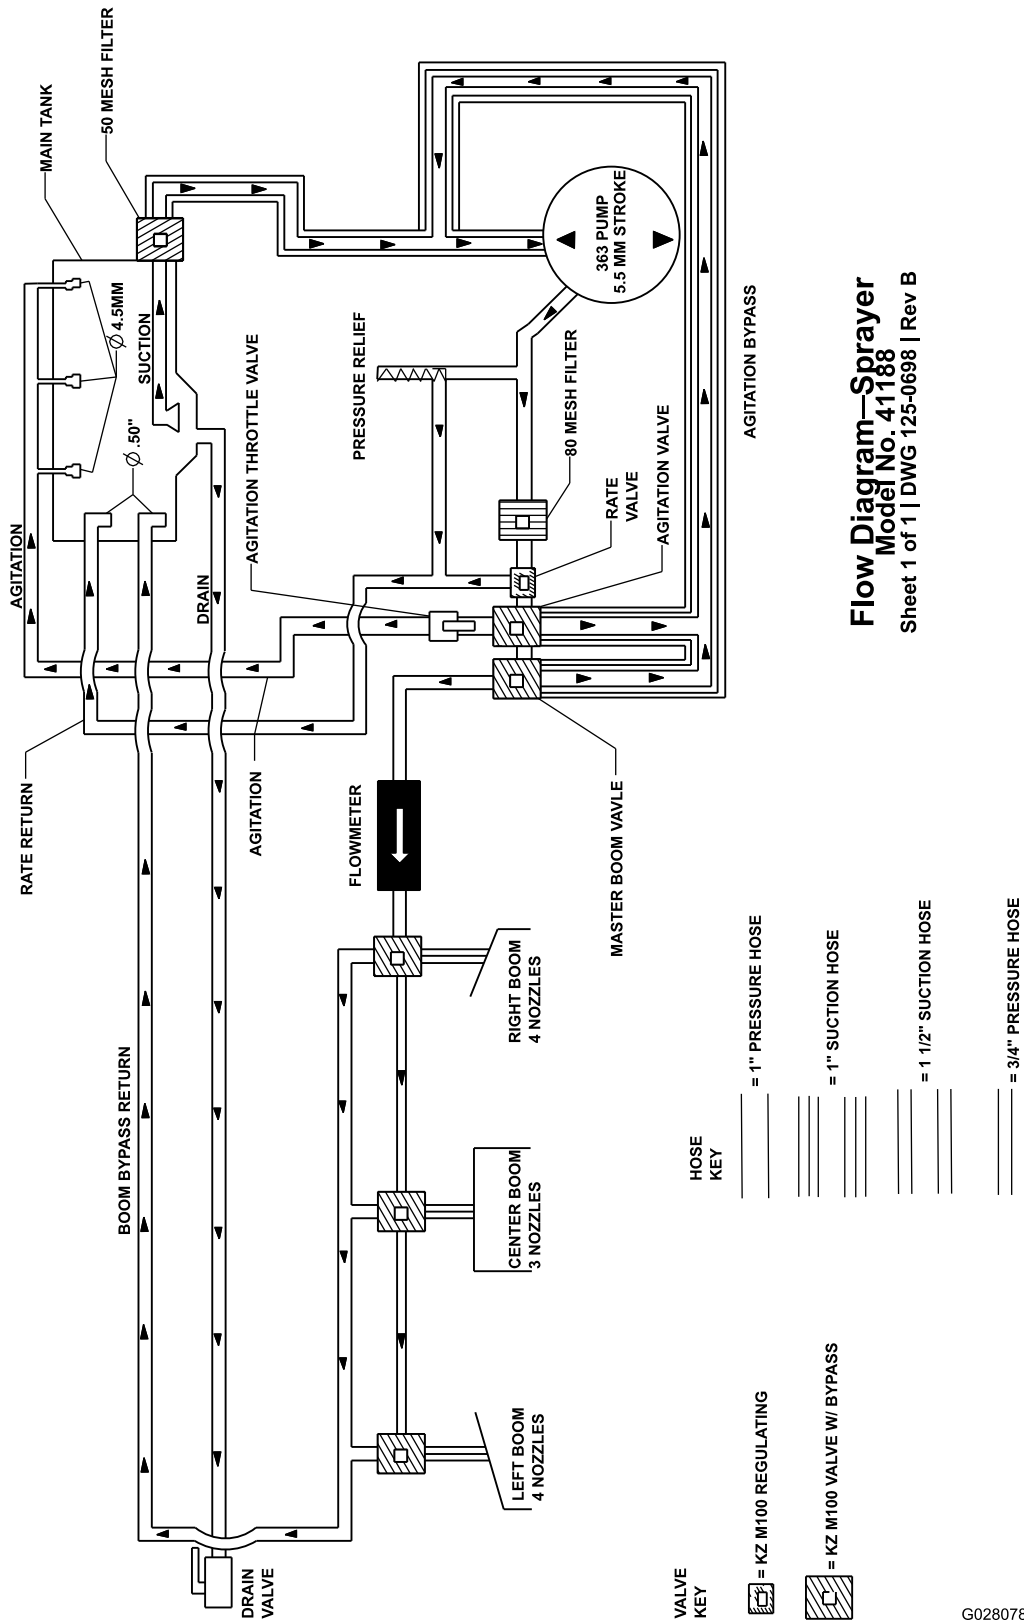 MAIN TANK
50 MESH FILTER
AGITATION
Ø 4.5MM
SUCTION
Ø .50"
DRAIN
AGITATION THROTTLE VALVE
PRESSURE RELIEF
363 PUMP
5.5 MM STROKE
80 MESH FILTER
RATE
VALVE
AGITATION VALVE
AGITATION BYPASS
RATE RETURN
AGITATION
FLOWMETER
MASTER BOOM VAVLE
BOOM BYPASS RETURN
RIGHT BOOM
4 NOZZLES
CENTER BOOM
3 NOZZLES
LEFT BOOM
4 NOZZLES
DRAIN
VALVE
HOSE
KEY
= 1" PRESSURE HOSE
= 1" SUCTION HOSE
= 1 1/2" SUCTION HOSE
= 3/4" PRESSURE HOSE
VALVE
KEY
= KZ M100 REGULATING
= KZ M100 VALVE W/ BYPASS
Flow Diagram—Sprayer
Model No. 41188
Sheet 1 of 1 | DWG 125-0698 | Rev B
G028078